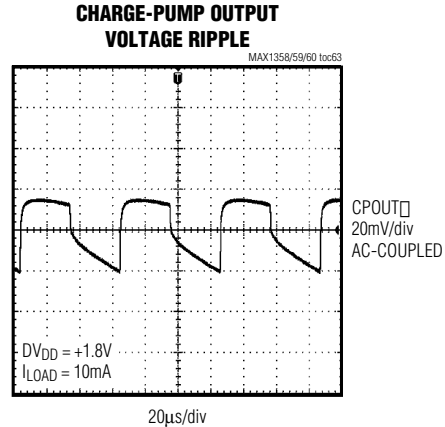 CHARGE-PUMP OUTPUT
VOLTAGE RIPPLE
MAX1358/59/60 toc63
T
CPOUT▯
20mV/div
AC-COUPLED
DVDD = +1.8V
ILOAD = 10mA
20μs/div